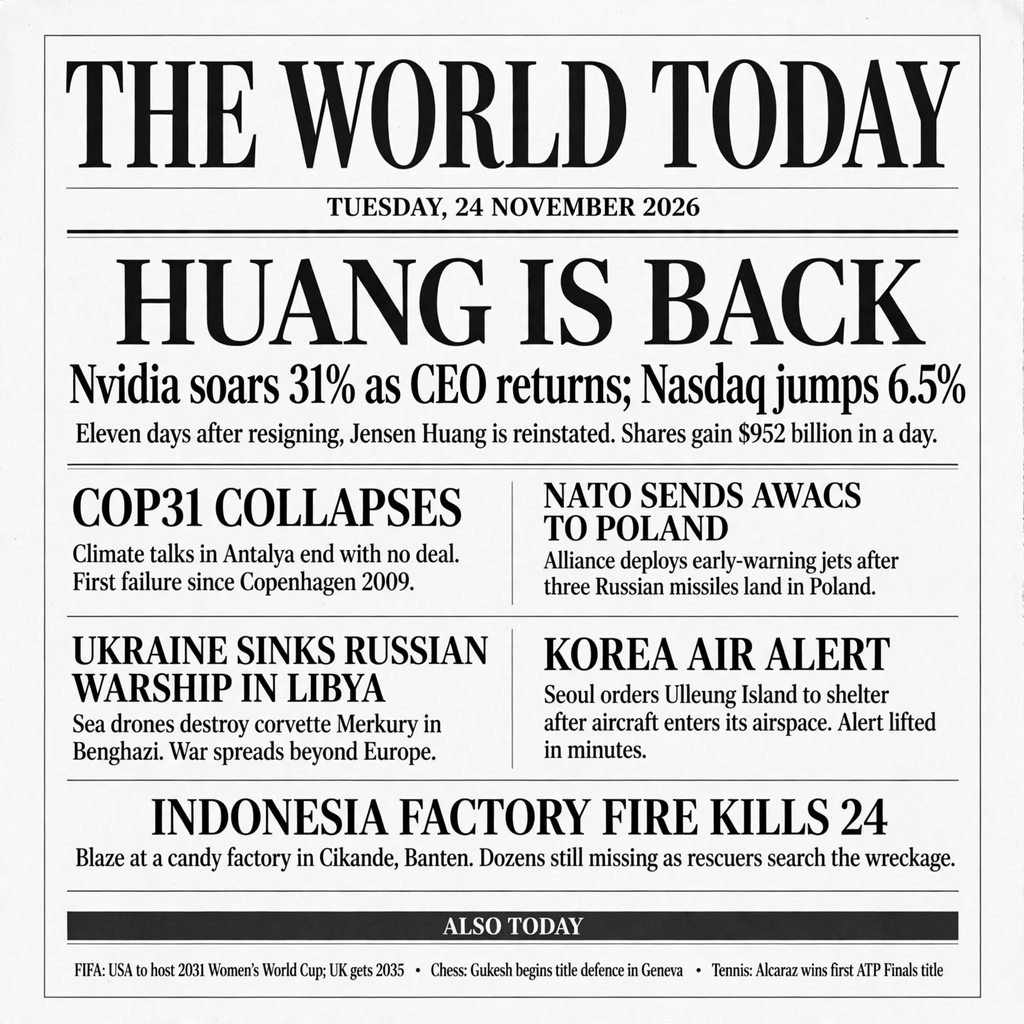 THE WORLD TODAY
TUESDAY, 24 NOVEMBER 2026
HUANG IS BACK
Nvidia soars 31% as CEO returns; Nasdaq jumps 6.5%
Eleven days after resigning, Jensen Huang is reinstated. Shares gain $952 billion in a day.
COP31 COLLAPSES
Climate talks in Antalya end with no deal.
First failure since Copenhagen 2009.
NATO SENDS AWACS
TO POLAND
Alliance deploys early-warning jets after
three Russian missiles land in Poland.
UKRAINE SINKS RUSSIAN
WARSHIP IN LIBYA
Sea drones destroy corvette Merkury in
Benghazi. War spreads beyond Europe.
KOREA AIR ALERT
Seoul orders Ulleung Island to shelter
after aircraft enters its airspace. Alert lifted
in minutes.
INDONESIA FACTORY FIRE KILLS 24
Blaze at a candy factory in Cikande, Banten. Dozens still missing as rescuers search the wreckage.
ALSO TODAY
FIFA: USA to host 2031 Women's World Cup; UK gets 2035 • Chess: Gukesh begins title defence in Geneva • Tennis: Alcaraz wins first ATP Finals title